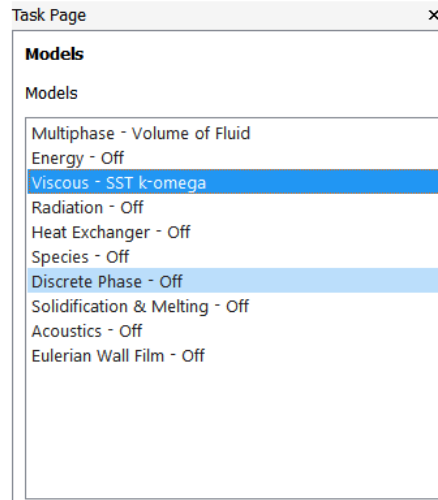 Task Page
Models
Models
Multiphase - Volume of Fluid
Energy - Off
Viscous - SST k-omega
Radiation - Off
Heat Exchanger - Off
Species - Off
Discrete Phase - Off
Solidification & Melting - Off
Acoustics - Off
Eulerian Wall Film - Off